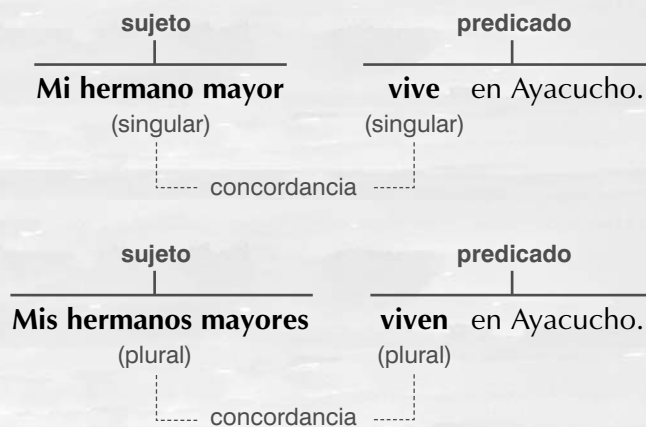 sujeto predicado
Mi hermano mayor vive en Ayacucho.
(singular) (singular)
concordancia
sujeto predicado
Mis hermanos mayores viven en Ayacucho.
(plural) (plural)
concordancia